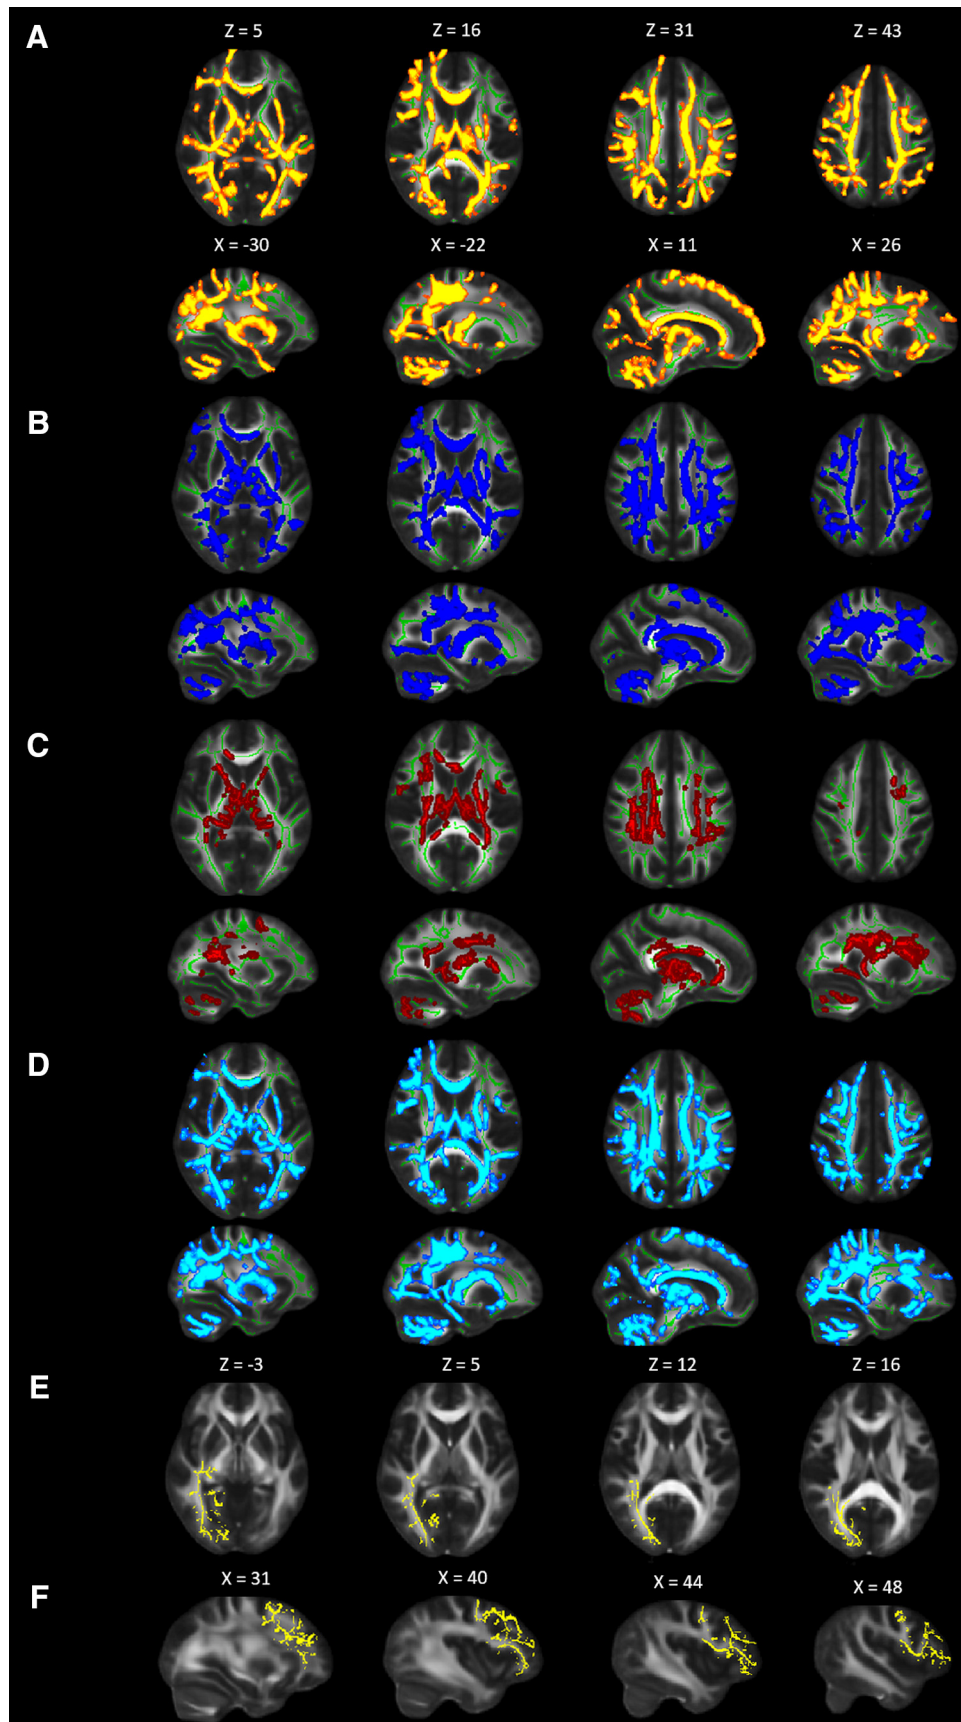 A
Z = 5 Z = 16 Z = 31 Z = 43
X = -30 X = -22 X = 11 X = 26
B
C
D
E
Z = -3 Z = 5 Z = 12 Z = 16
F
X = 31 X = 40 X = 44 X = 48